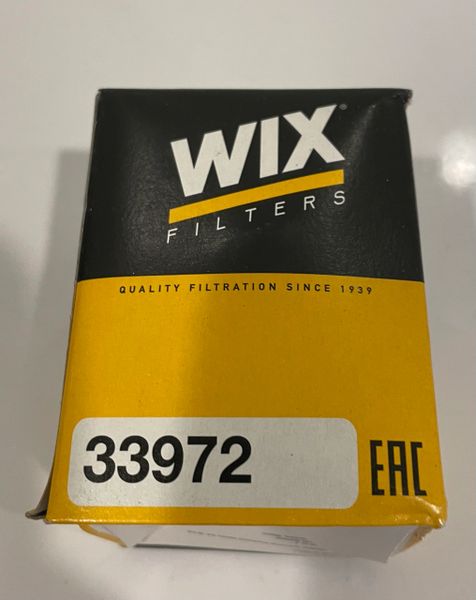 WIX®
FILTERS
QUALITY FILTRATION SINCE 1939
33972
EAC